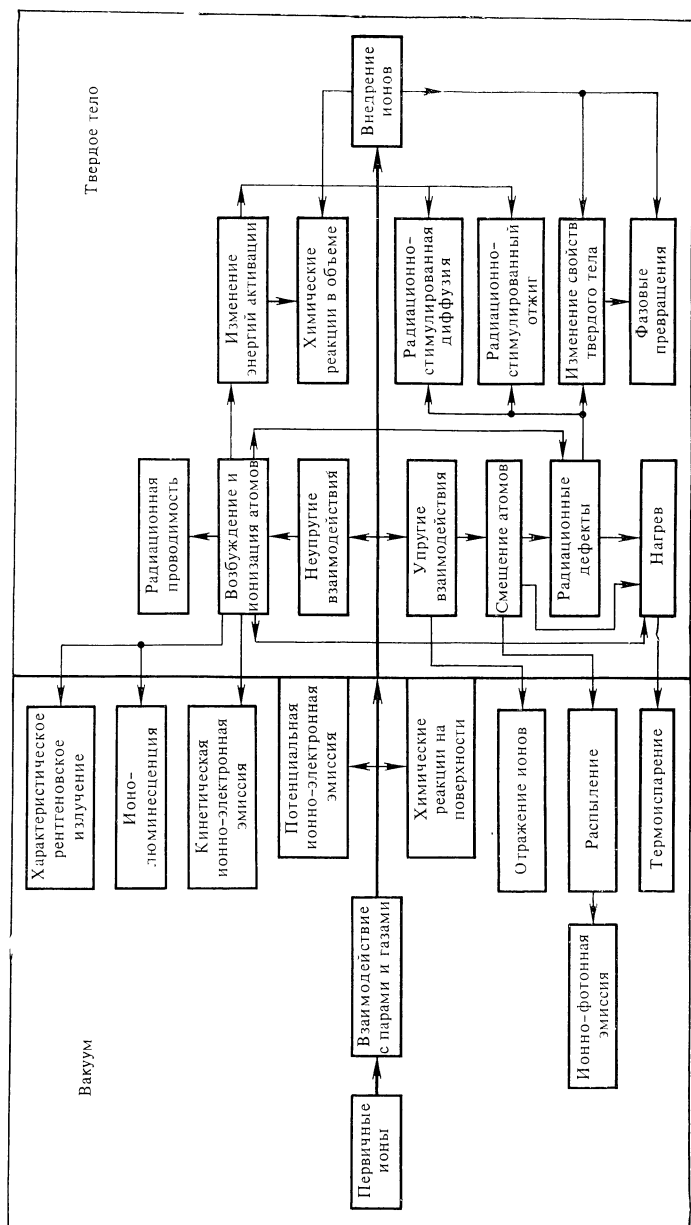 Вакуум
Твердое тело
Первичные
ионы
Взаимодействие
с парами и газами
Характеристическое
рентгеновское
излучение
Ионо-
люминесценция
Кинетическая
ионно-электронная
эмиссия
Потенциальная
ионно-электронная
эмиссия
Химические
реакции на
поверхности
Отражение ионов
Распыление
Термоиспарение
Ионно-фотонная
эмиссия
Радиационная
проводимость
Возбуждение и
ионизация атомов
Неупругие
взаимодействия
Упругие
взаимодействия
Смещение атомов
Радиационные
дефекты
Нагрев
Изменение
энергий активации
Химические
реакции в объеме
Радиационно-
стимулированная
диффузия
Радиационно-
стимулированный
отжиг
Изменение свойств
твердого тела
Фазовые
превращения
Внедрение
ионов